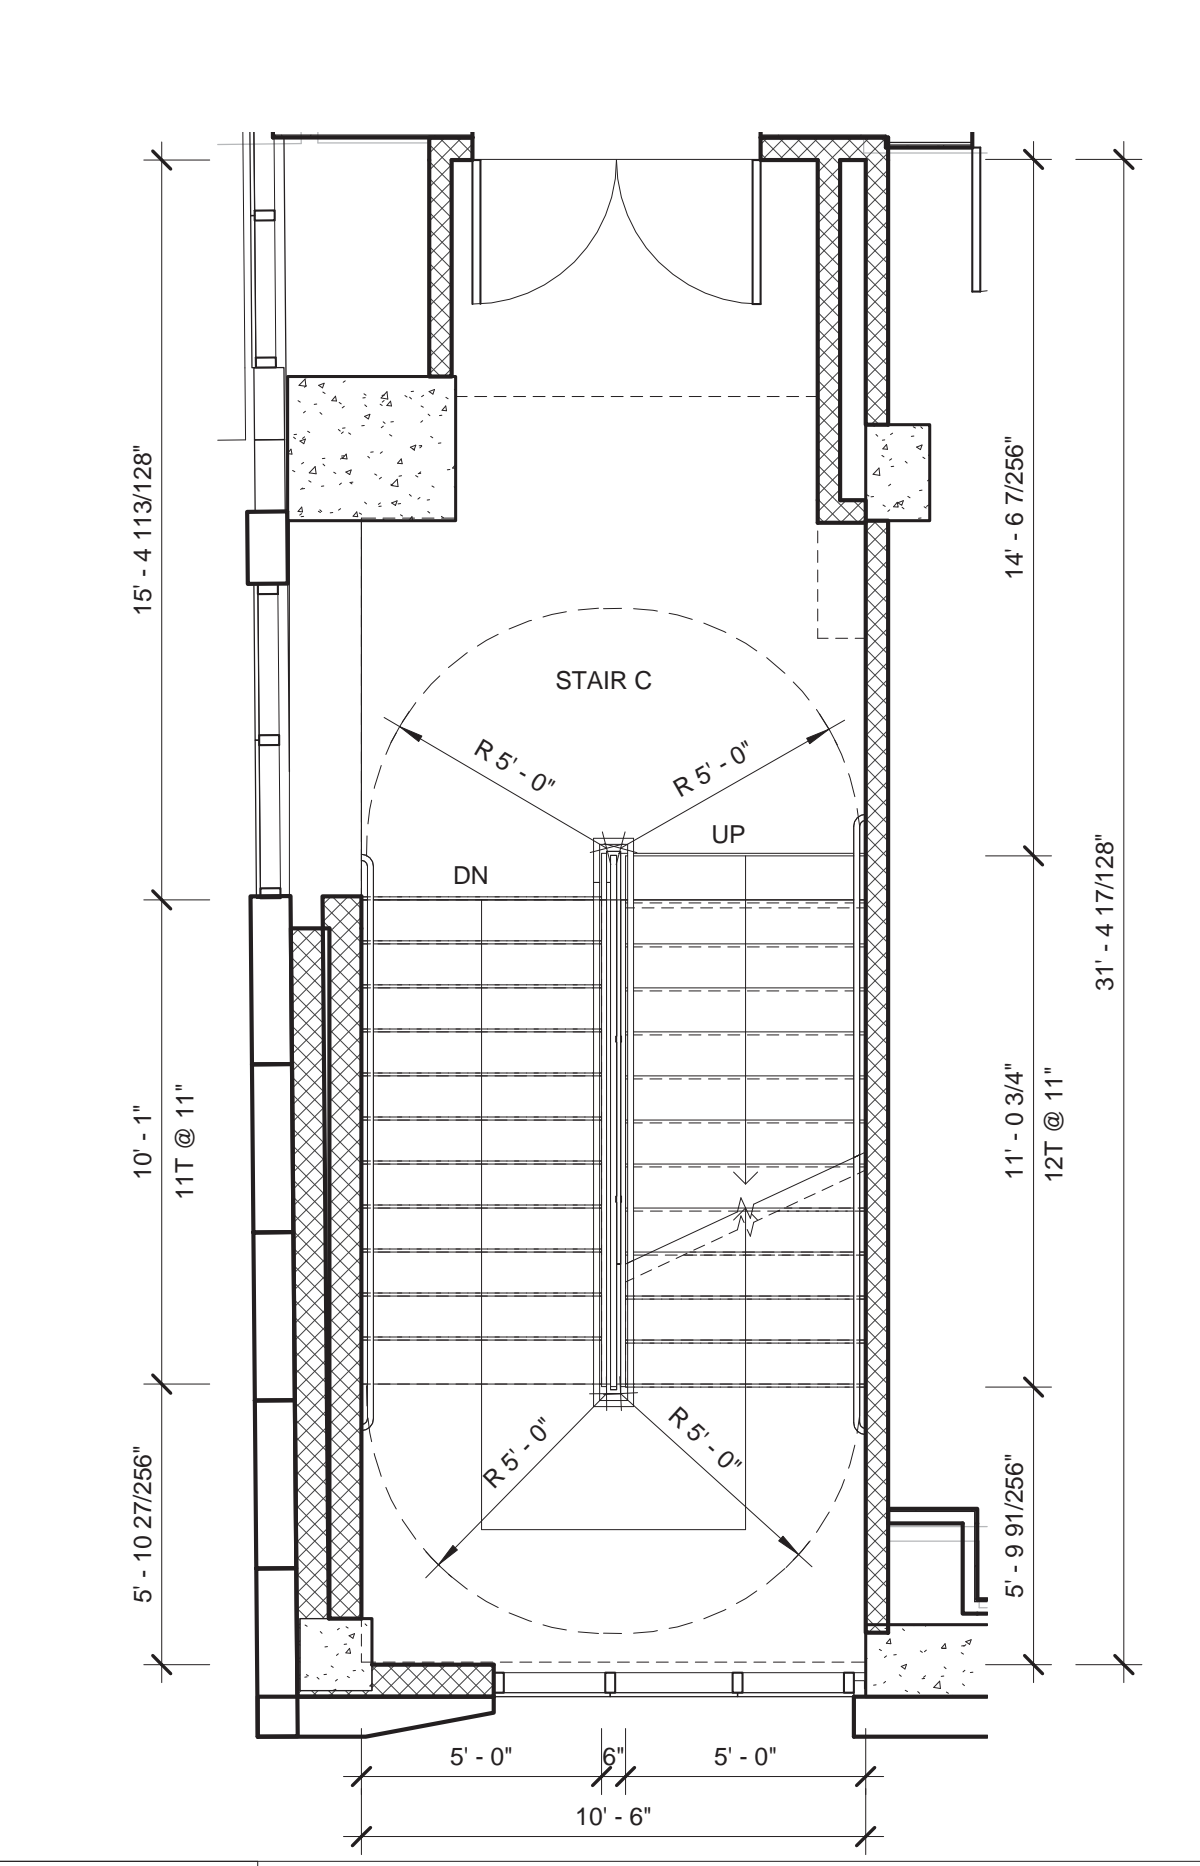 15' - 4 113/128"
14' - 6 7/256"
STAIR C
R 5' - 0"
R 5' - 0"
UP
DN
31' - 4 17/128"
10' - 1"
11T @ 11"
11' - 0 3/4"
12T @ 11"
R 5' - 0"
R 5' - 0"
5' - 10 27/256"
5' - 9 91/256"
5' - 0"
6"
5' - 0"
10' - 6"